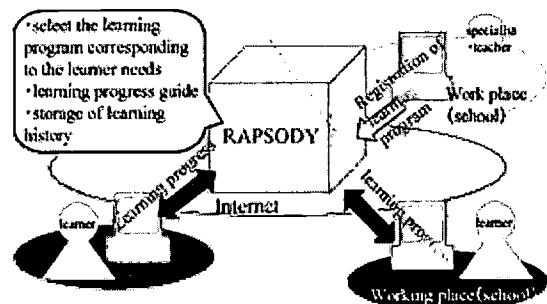 ・select the learning
program corresponding
to the learner needs
・learning progress guide
・storage of learning
history
RAPSODY
specialist
・teacher
Registration of
learning
program
Work place
(school)
Learning progress
Internet
learning progress
learner
learner
Working place(school)